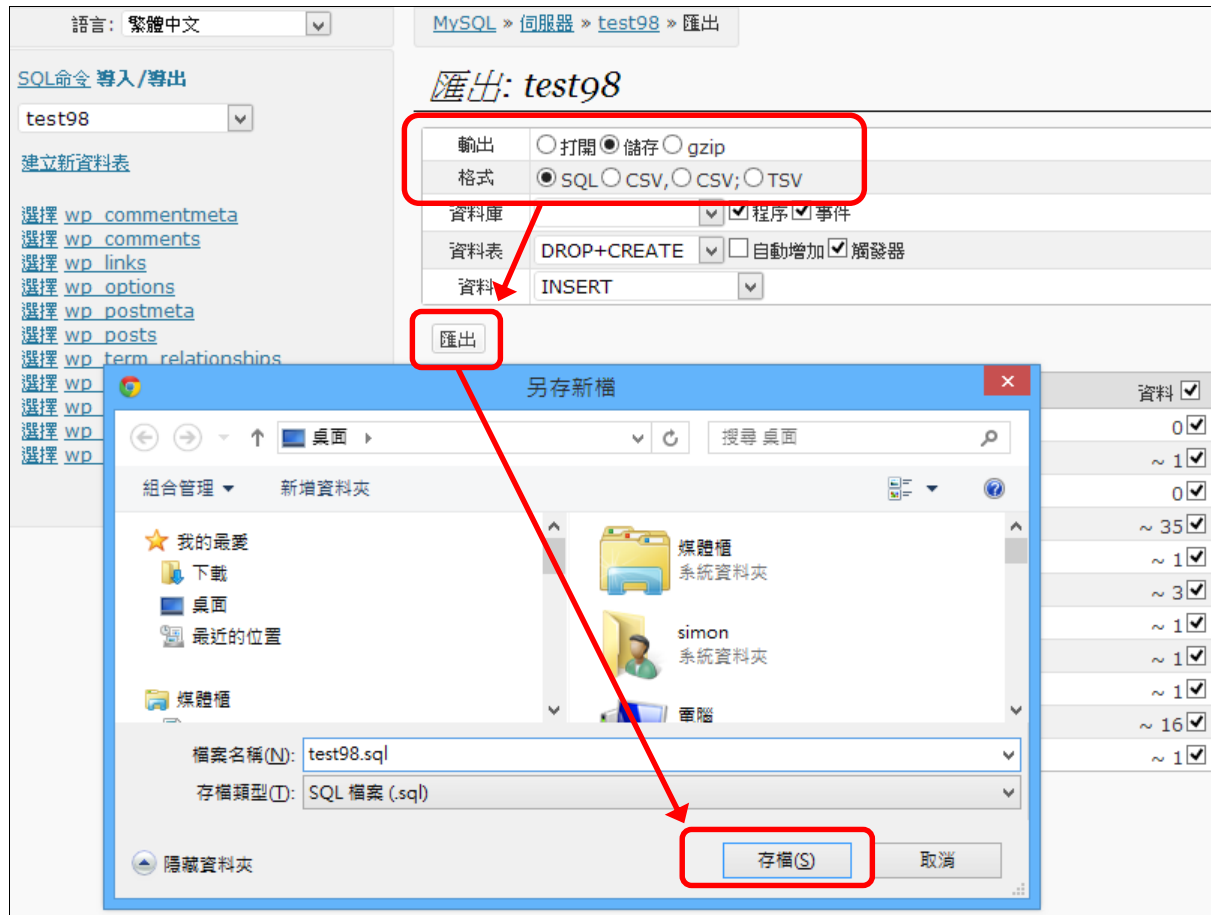 語言: 繁體中文
MySQL » 伺服器 » test98 » 匯出
SQL命令 導入/導出
test98
建立新資料表
選擇 wp_commentmeta
選擇 wp_comments
選擇 wp_links
選擇 wp_options
選擇 wp_postmeta
選擇 wp_posts
選擇 wp_term_relationships
選擇 wp_
選擇 wp_
選擇 wp_
選擇 wp_
匯出: test98
輸出 打開 儲存 gzip
格式 SQL CSV, CSV; TSV
資料庫 程序 事件
資料表 DROP+CREATE 自動增加 觸發器
資料 INSERT
匯出
資料
0
~ 1
0
~ 35
~ 1
~ 3
~ 1
~ 1
~ 1
~ 16
~ 1
另存新檔
桌面
搜尋 桌面
組合管理 新增資料夾
我的最愛
下載
桌面
最近的位置
媒體櫃
媒體櫃
系統資料夾
simon
系統資料夾
電腦
檔案名稱(N): test98.sql
存檔類型(T): SQL 檔案 (.sql)
隱藏資料夾
存檔(S)
取消